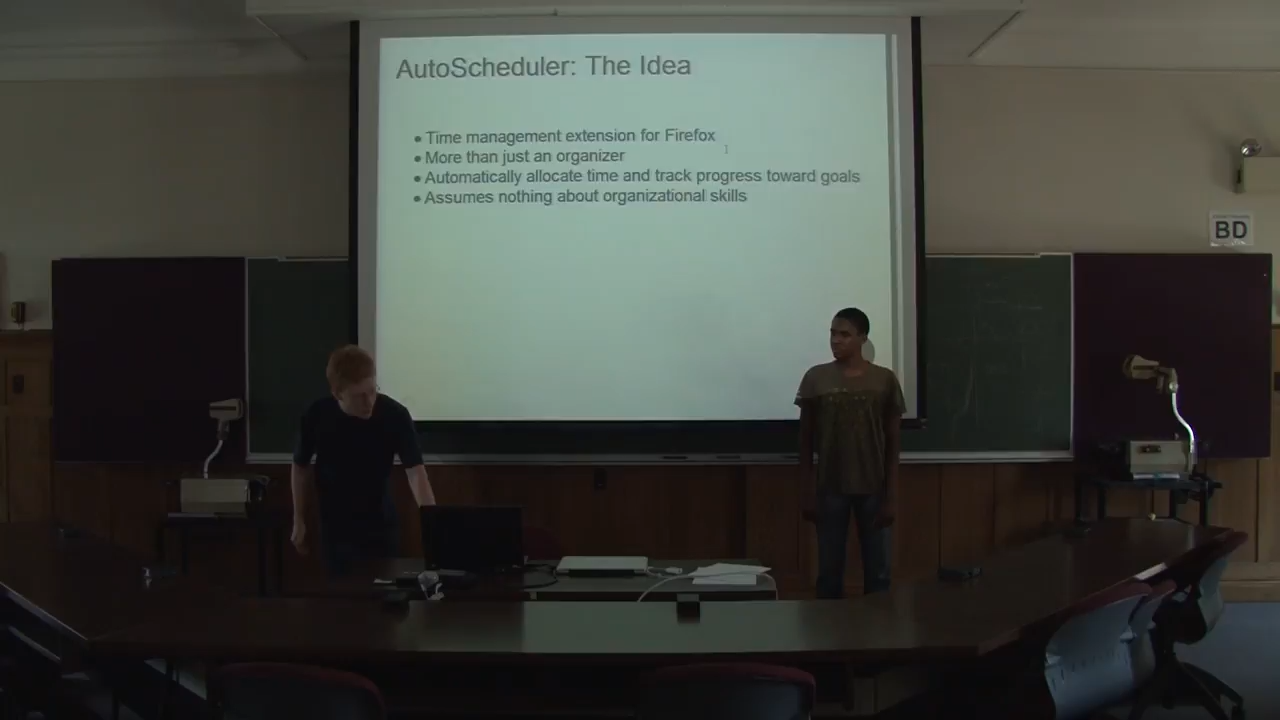 AutoScheduler: The Idea
● Time management extension for Firefox
● More than just an organizer
● Automatically allocate time and track progress toward goals
● Assumes nothing about organizational skills
BD